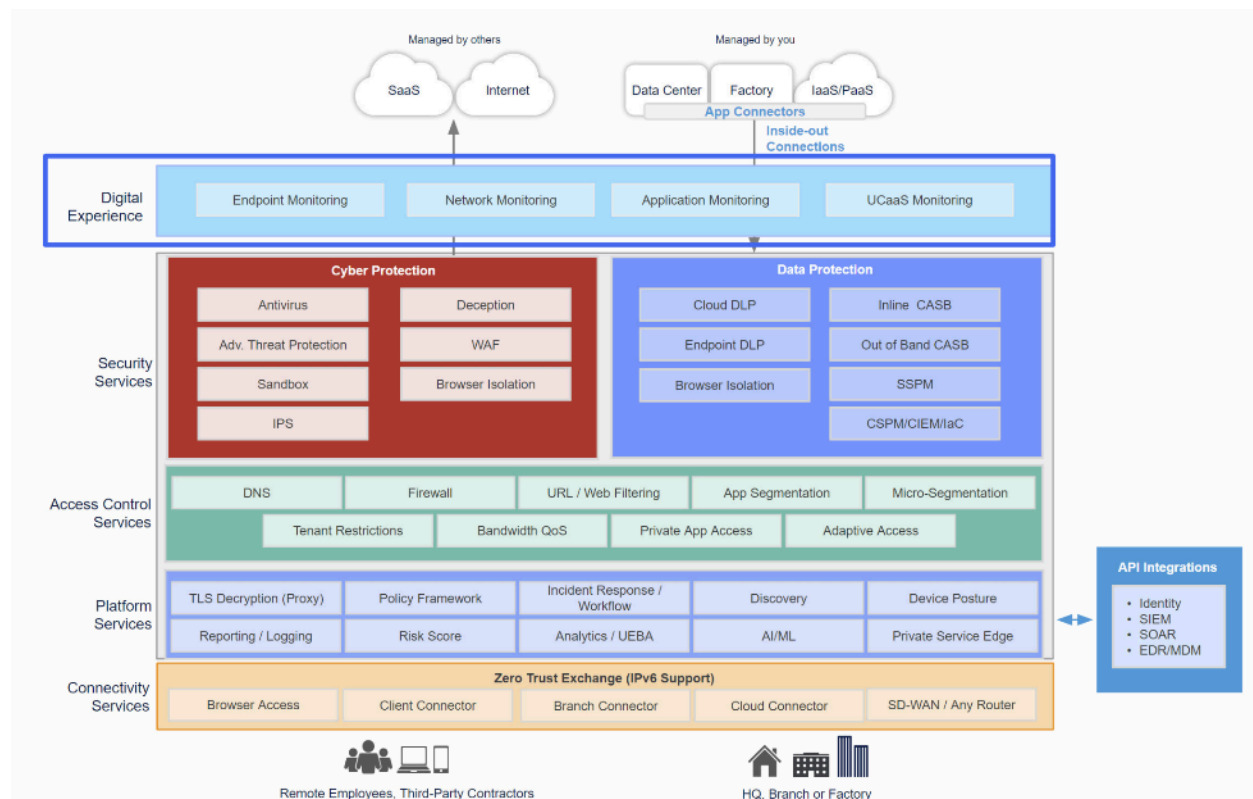 Managed by others
Managed by you
SaaS
Internet
Data Center
Factory
IaaS/PaaS
App Connectors
Inside-out
Connections
Digital
Experience
Endpoint Monitoring
Network Monitoring
Application Monitoring
UCaaS Monitoring
Security
Services
Cyber Protection
Antivirus
Deception
Adv. Threat Protection
WAF
Sandbox
Browser Isolation
IPS
Data Protection
Cloud DLP
Inline CASB
Endpoint DLP
Out of Band CASB
Browser Isolation
SSPM
CSPM/CIEM/IaC
Access Control
Services
DNS
Firewall
URL / Web Filtering
App Segmentation
Micro-Segmentation
Tenant Restrictions
Bandwidth QoS
Private App Access
Adaptive Access
Platform
Services
TLS Decryption (Proxy)
Policy Framework
Incident Response /
Workflow
Discovery
Device Posture
Reporting / Logging
Risk Score
Analytics / UEBA
AI/ML
Private Service Edge
API Integrations
• Identity
• SIEM
• SOAR
• EDR/MDM
Connectivity
Services
Zero Trust Exchange (IPv6 Support)
Browser Access
Client Connector
Branch Connector
Cloud Connector
SD-WAN / Any Router
Remote Employees, Third-Party Contractors
HQ, Branch or Factory